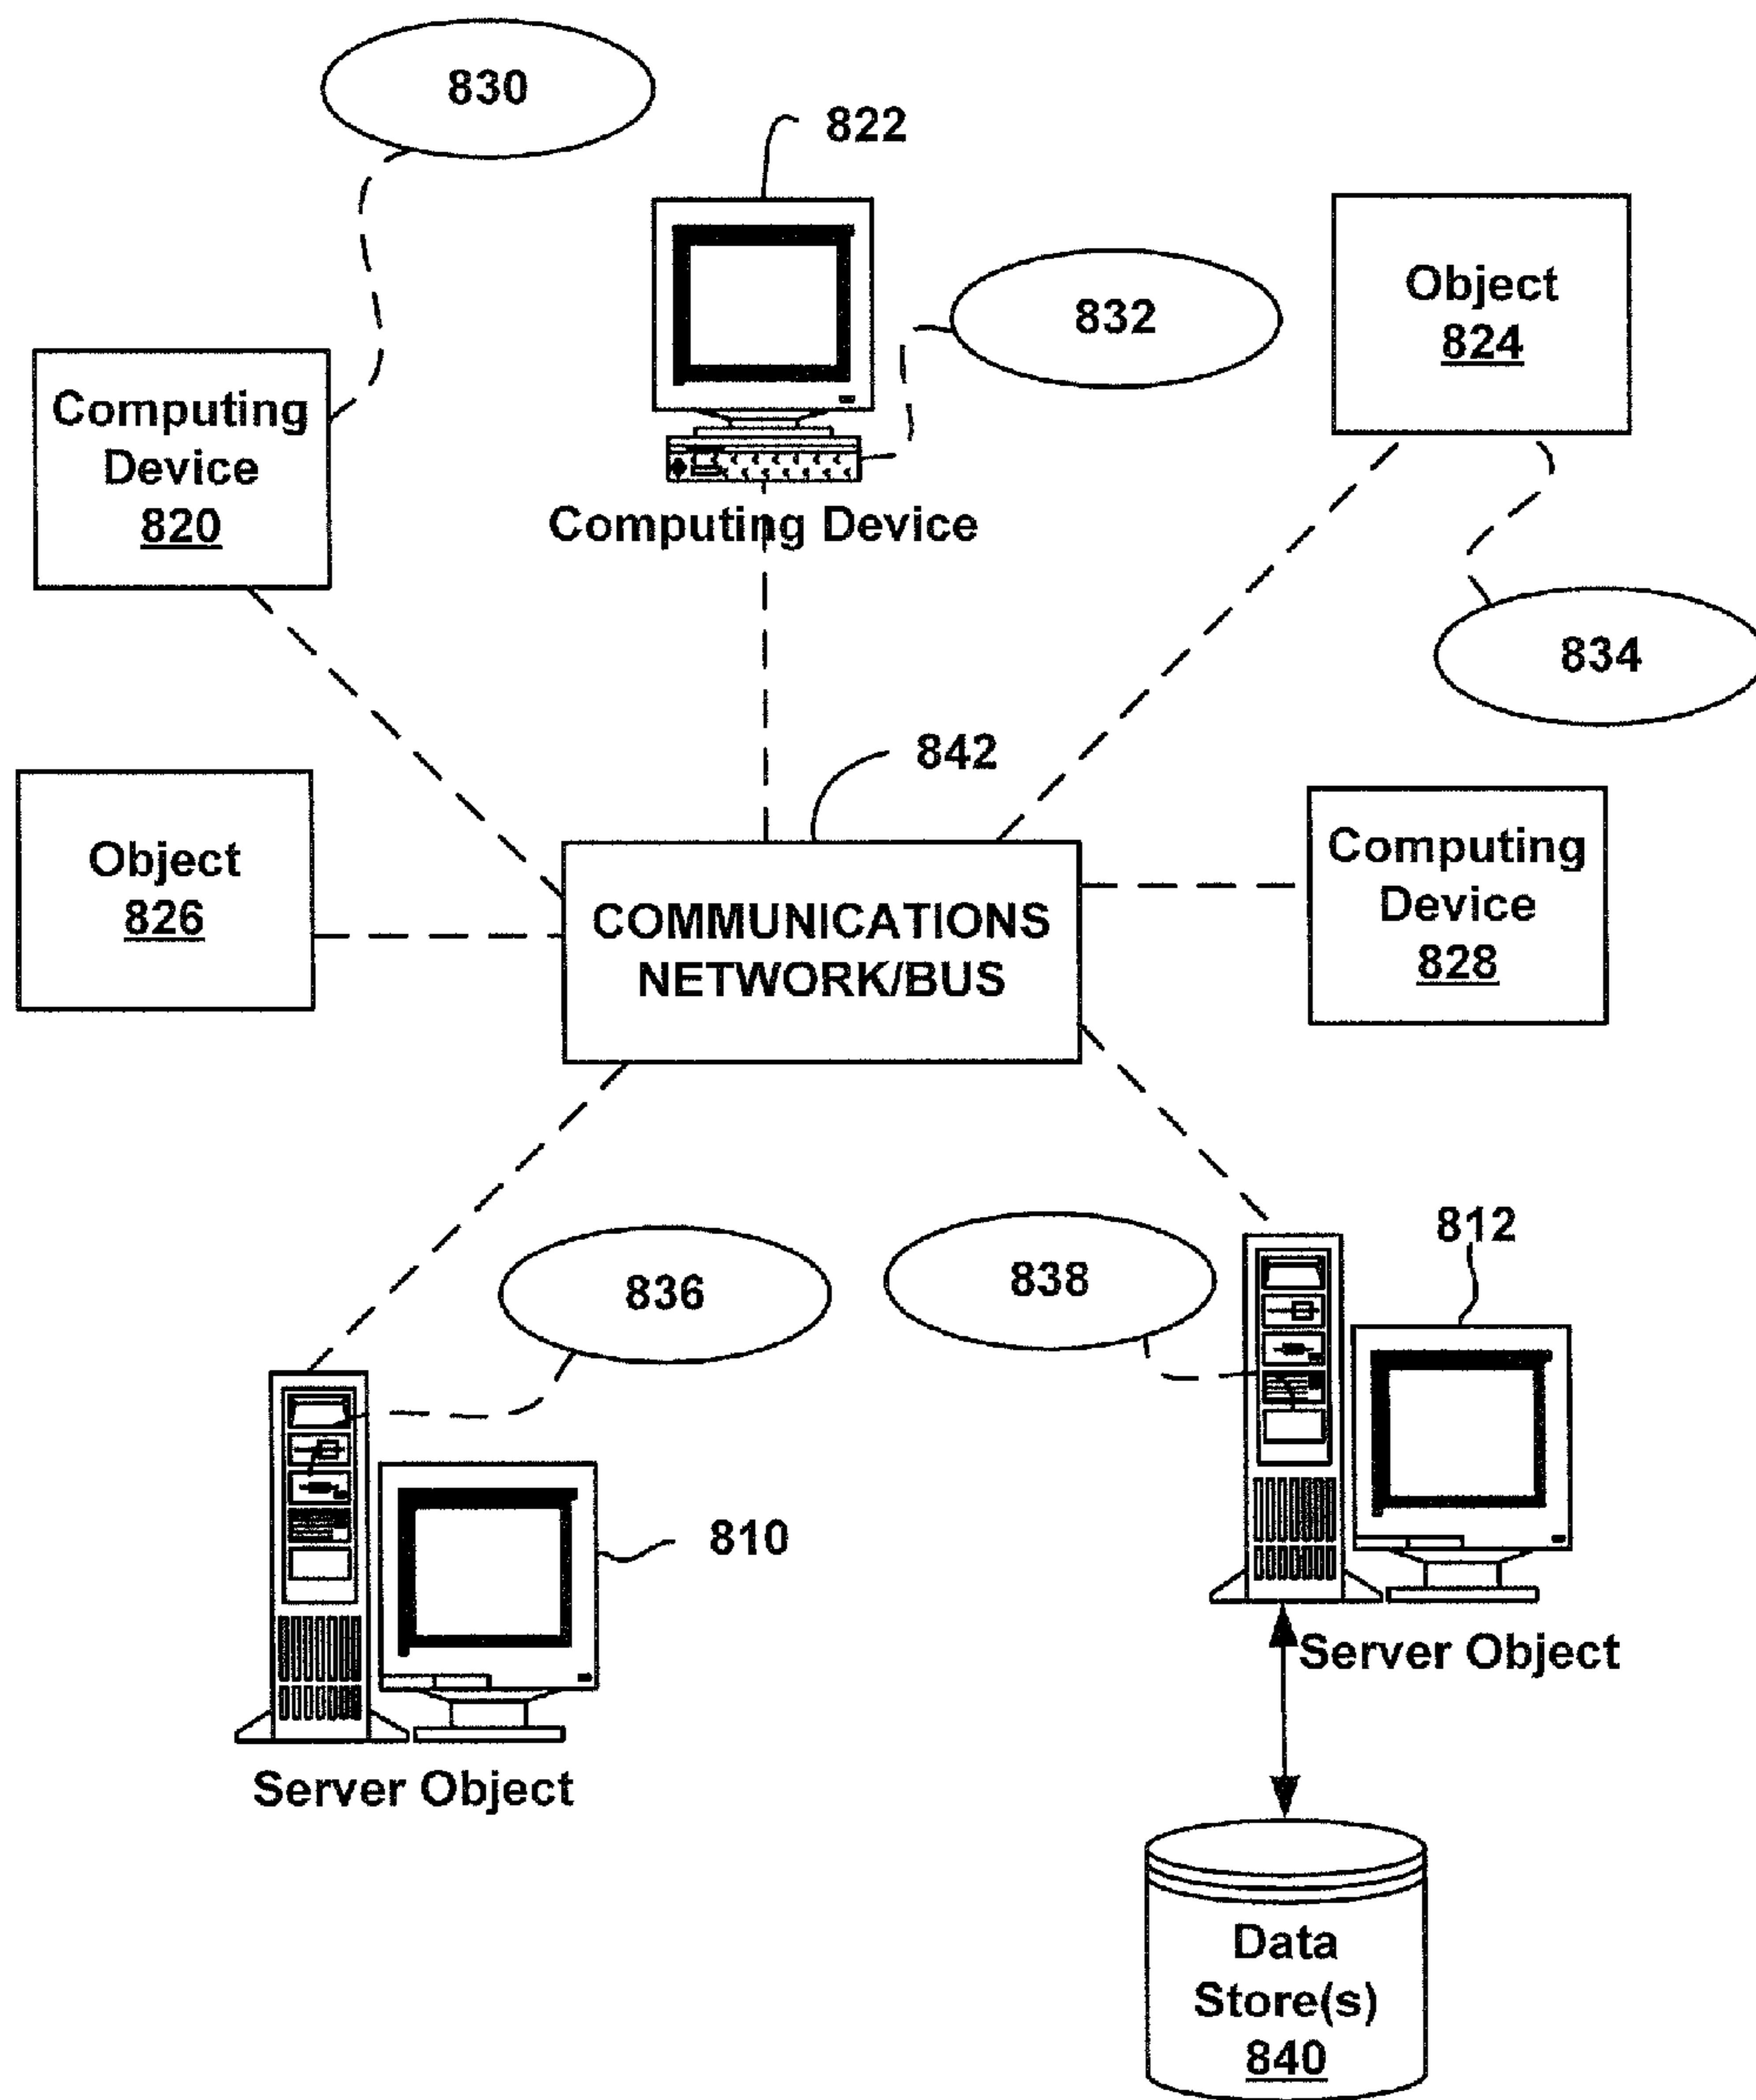 830
822
832
Object
824
Computing
Device
820
Computing Device
834
842
Object
826
COMMUNICATIONS
NETWORK/BUS
Computing
Device
828
812
836
838
810
Server Object
Server Object
Data
Store(s)
840